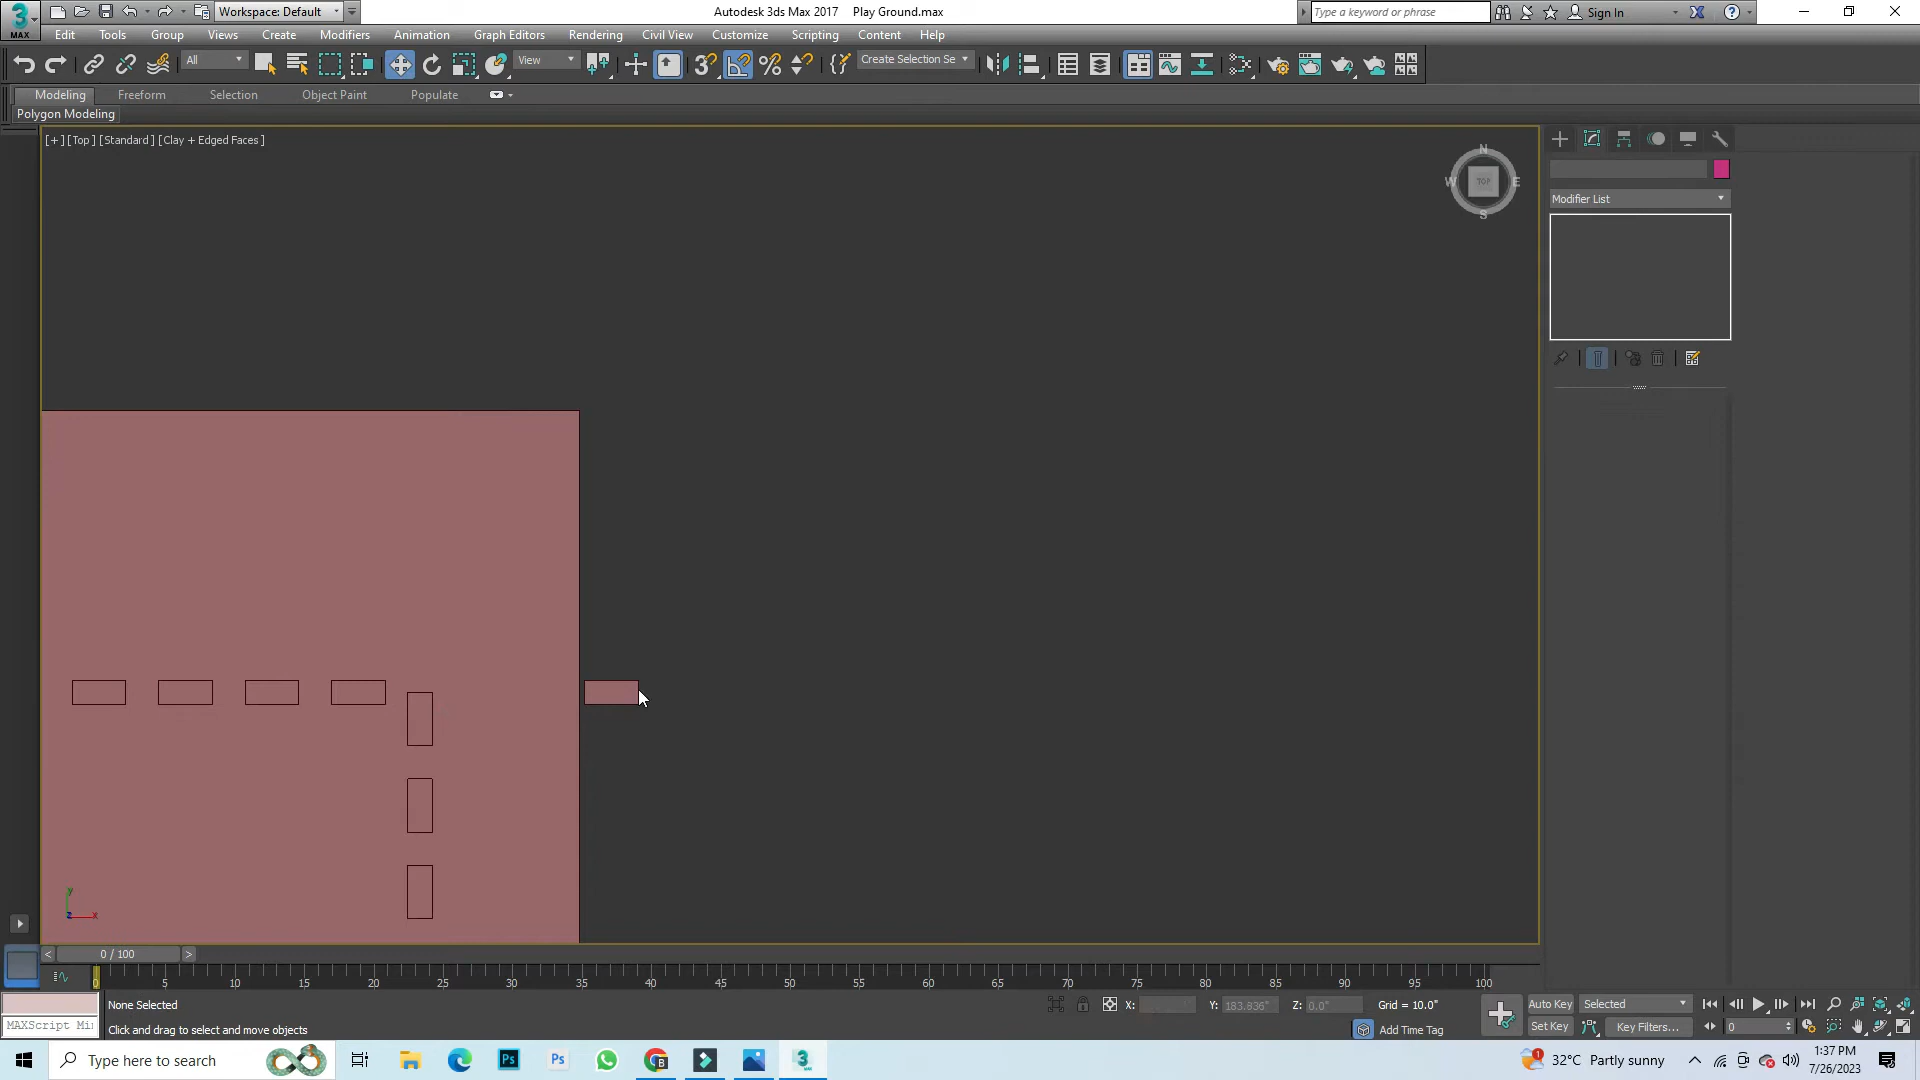 Workspace: Default
Autodesk 3ds Max 2017 Play Ground.max
Type a keyword or phrase
Sign In
MAX
Edit Tools Group Views Create Modifiers Animation Graph Editors Rendering Civil View Customize Scripting Content Help
All
View
Create Selection Se
Modeling Freeform Selection Object Paint Populate
Polygon Modeling
[+] [Top] [Standard] [Clay + Edged Faces]
N
W TOP E
S
Modifier List
y
z x
< 0 / 100 >
0 5 10 15 20 25 30 35 40 45 50 55 60 65 70 75 80 85 90 95 100
None Selected
X: Y: 183.836" Z: 0.0" Grid = 10.0"
Auto Key Selected
MAXScript Mi
Click and drag to select and move objects
Add Time Tag
Set Key Key Filters... 0
Type here to search
32°C Partly sunny
1:37 PM
7/26/2023